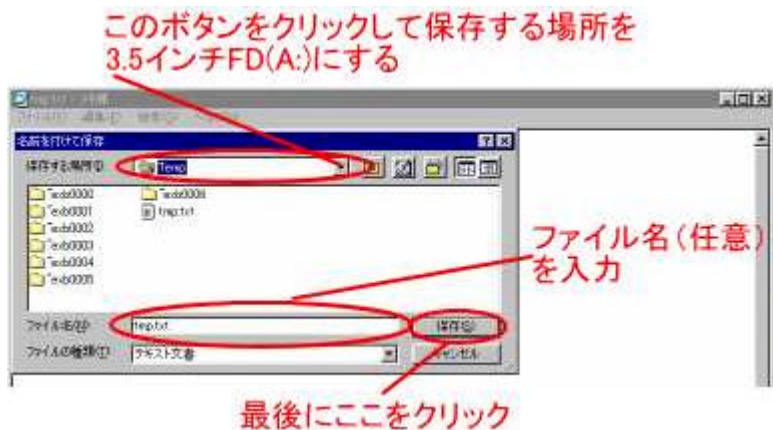 このボタンをクリックして保存する場所を
3.5インチFD(A:)にする
名前を付けて保存
保存する場所(I):
Temp
~exb0000
~exb0001
~exb0002
~exb0003
~exb0004
~exb0005
tmp.txt
ファイル名(任意)
を入力
ファイル名(N):
tmp.txt
保存(S)
ファイルの種類(T):
テキスト文書
キャンセル
最後にここをクリック